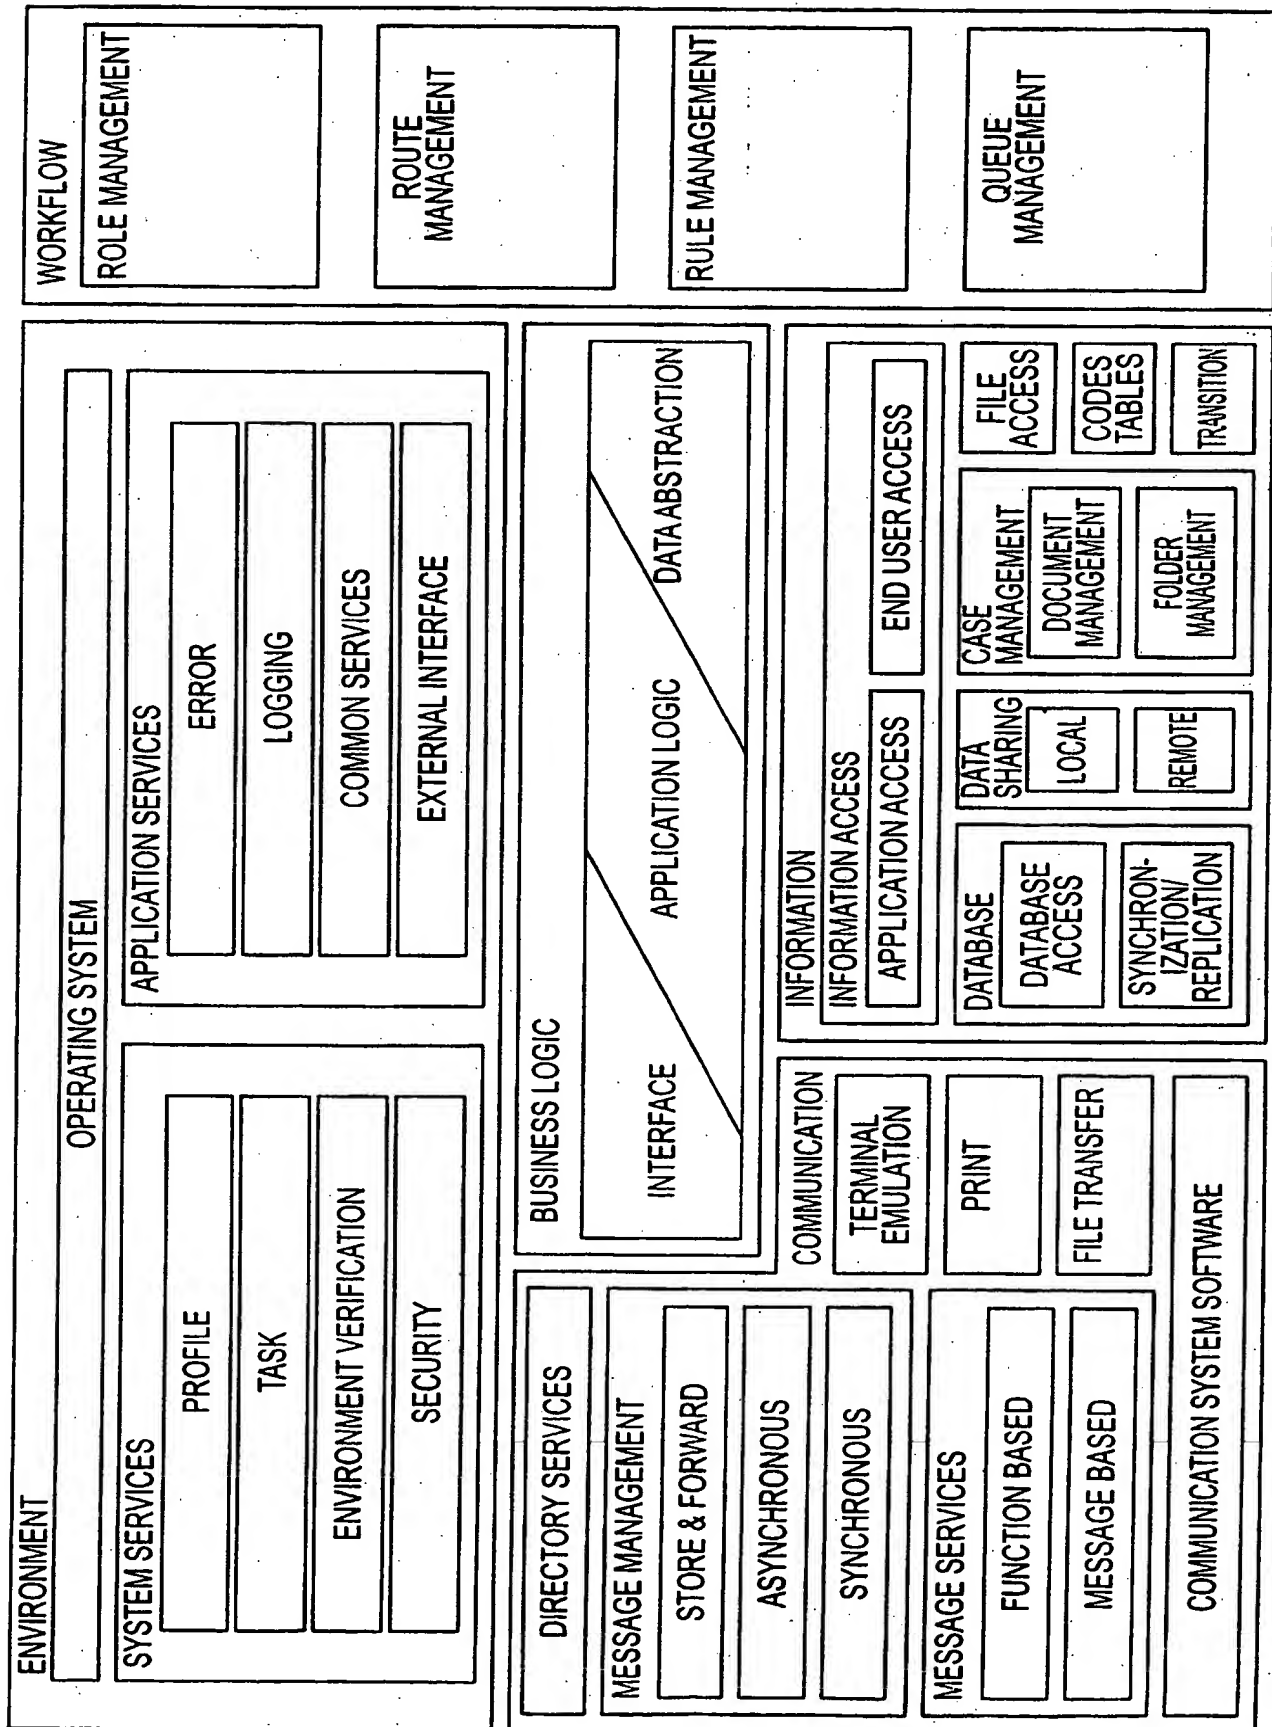 ENVIRONMENT
OPERATING SYSTEM
SYSTEM SERVICES
PROFILE
TASK
ENVIRONMENT VERIFICATION
SECURITY
APPLICATION SERVICES
ERROR
LOGGING
COMMON SERVICES
EXTERNAL INTERFACE
WORKFLOW
ROLE MANAGEMENT
ROUTE
MANAGEMENT
RULE MANAGEMENT
QUEUE
MANAGEMENT
DIRECTORY SERVICES
MESSAGE MANAGEMENT
STORE & FORWARD
ASYNCHRONOUS
SYNCHRONOUS
MESSAGE SERVICES
FUNCTION BASED
MESSAGE BASED
COMMUNICATION
TERMINAL
EMULATION
PRINT
FILE TRANSFER
COMMUNICATION SYSTEM SOFTWARE
BUSINESS LOGIC
INTERFACE
APPLICATION LOGIC
DATA ABSTRACTION
INFORMATION
INFORMATION ACCESS
APPLICATION ACCESS
END USER ACCESS
DATABASE
DATABASE
ACCESS
SYNCHRON-
IZATION/
REPLICATION
DATA
SHARING
LOCAL
REMOTE
CASE
MANAGEMENT
DOCUMENT
MANAGEMENT
FOLDER
MANAGEMENT
FILE
ACCESS
CODES
TABLES
TRANSITION